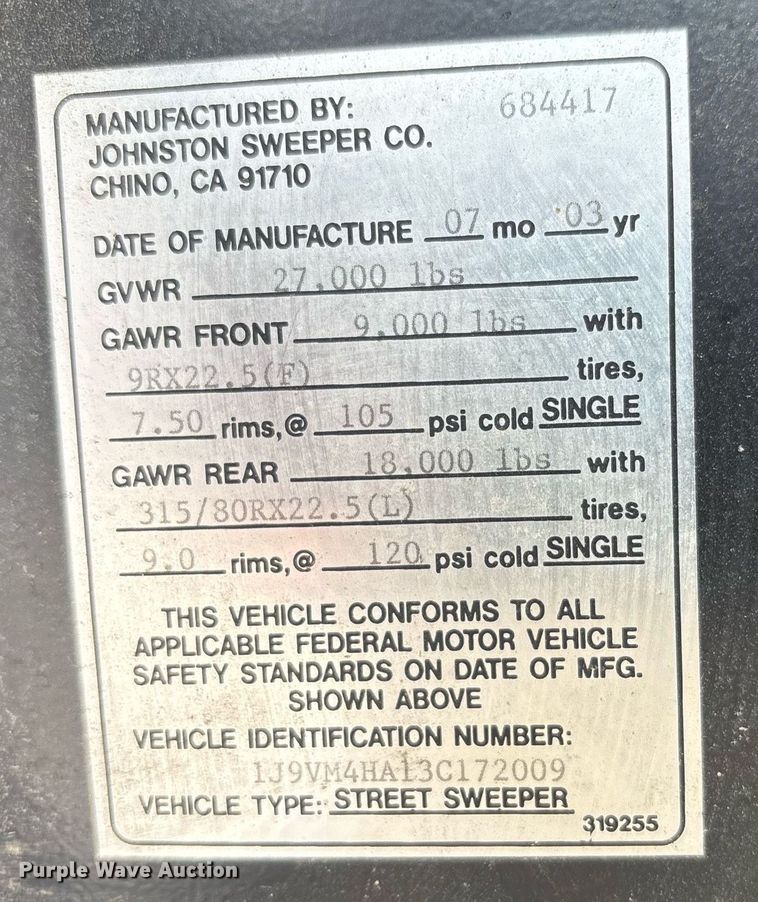 684417
MANUFACTURED BY:
JOHNSTON SWEEPER CO.
CHINO, CA 91710
DATE OF MANUFACTURE 07 mo '03 yr
GVWR 27,000 lbs
GAWR FRONT 9,000 lbs with
9RX22.5(F) tires,
7.50 rims,@ 105 psi cold SINGLE
GAWR REAR 18,000 lbs with
315/80RX22.5(L) tires,
9.0 rims,@ 120 psi cold SINGLE
THIS VEHICLE CONFORMS TO ALL
APPLICABLE FEDERAL MOTOR VEHICLE
SAFETY STANDARDS ON DATE OF MFG.
SHOWN ABOVE
VEHICLE IDENTIFICATION NUMBER:
1J9VM4HA13C172009
VEHICLE TYPE: STREET SWEEPER
319255
Purple Wave Auction